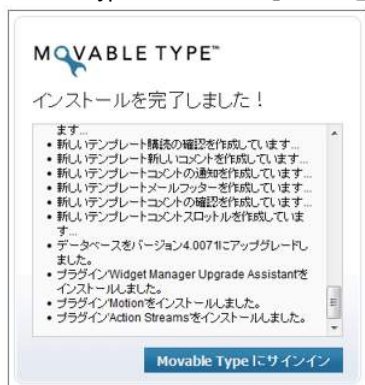 MOVABLE TYPE™
インストールを完了しました！
ます...
• 新しいテンプレート購読の確認を作成しています...
• 新しいテンプレート新しいコメントを作成しています...
• 新しいテンプレートコメントの通知を作成しています...
• 新しいテンプレートメールフッターを作成しています...
• 新しいテンプレートコメントの確認を作成しています...
• 新しいテンプレートコメントスロットルを作成していま
す...
• データベースをバージョン4.0071にアップグレードし
ました。
• プラグイン'Widget Manager Upgrade Assistant'を
インストールしました。
• プラグイン'Motion'をインストールしました。
• プラグイン'Action Streams'をインストールしました。
Movable Type にサインイン